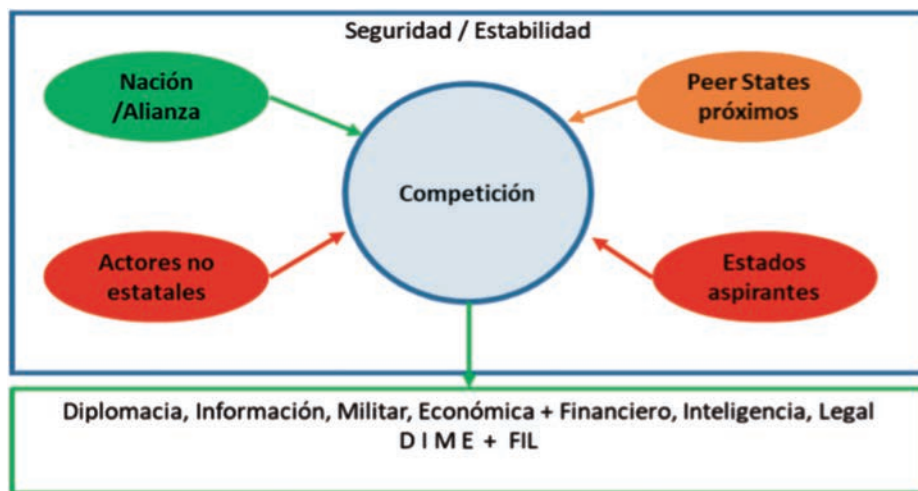 Seguridad / Estabilidad
Nación
/Alianza
Peer States
próximos
Competición
Actores no
estatales
Estados
aspirantes
Diplomacia, Información, Militar, Económica + Financiero, Inteligencia, Legal
D I M E + FIL